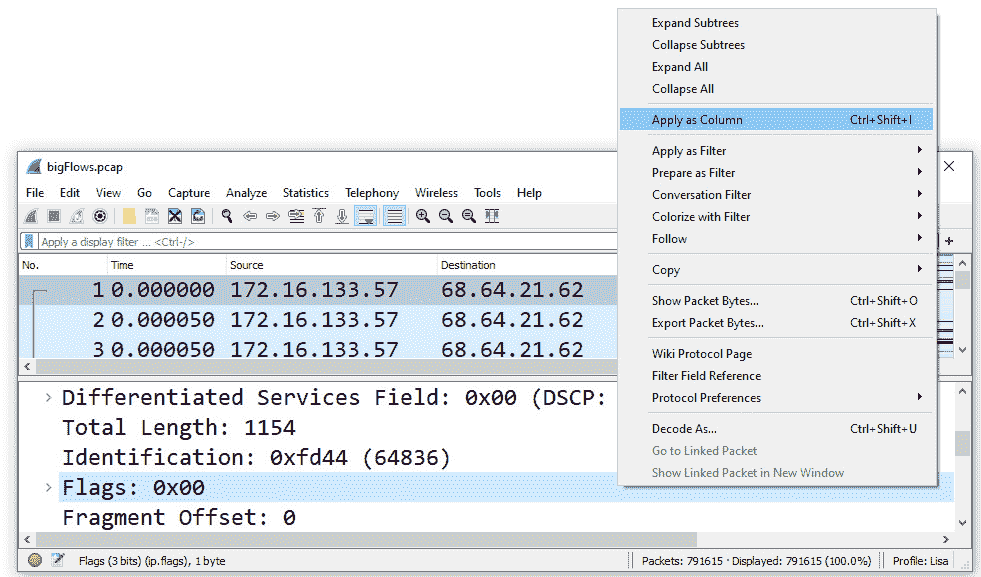 Expand Subtrees
Collapse Subtrees
Expand All
Collapse All
Apply as Column Ctrl+Shift+I
Apply as Filter
Prepare as Filter
Conversation Filter
Colorize with Filter
Follow
Copy
Show Packet Bytes... Ctrl+Shift+O
Export Packet Bytes... Ctrl+Shift+X
Wiki Protocol Page
Filter Field Reference
Protocol Preferences
Decode As... Ctrl+Shift+U
Go to Linked Packet
Show Linked Packet in New Window
bigFlows.pcap
File Edit View Go Capture Analyze Statistics Telephony Wireless Tools Help
Apply a display filter ... <Ctrl-/>
No. Time Source Destination
1 0.000000 172.16.133.57 68.64.21.62
2 0.000050 172.16.133.57 68.64.21.62
3 0.000050 172.16.133.57 68.64.21.62
Differentiated Services Field: 0x00 (DSCP:
Total Length: 1154
Identification: 0xfd44 (64836)
Flags: 0x00
Fragment Offset: 0
Flags (3 bits) (ip.flags), 1 byte Packets: 791615 · Displayed: 791615 (100.0%) Profile: Lisa